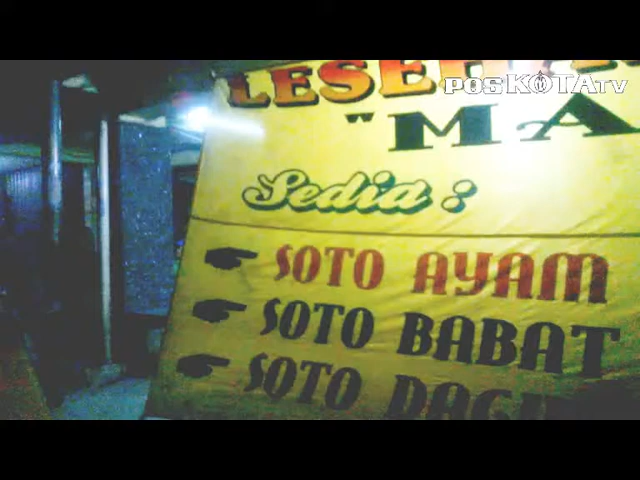 posKOTAtv
"MA
Sedia :
SOTO AYAM
SOTO BABAT
SOTO